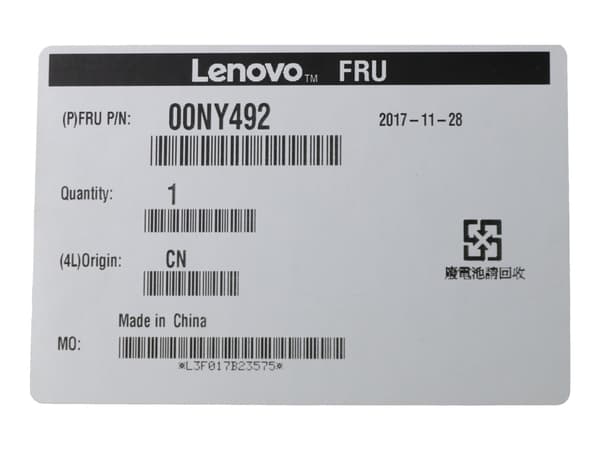 Lenovo™ FRU
(P)FRU P/N: 00NY492 2017-11-28
Quantity: 1
(4L)Origin: CN
廢電池請回收
Made in China
MO:
*L3F017B23575*